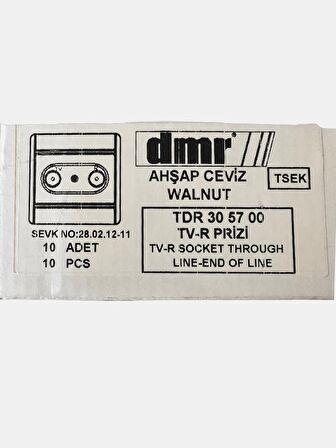 dmr
AHŞAP CEVİZ
WALNUT
TSEK
TDR 30 57 00
TV-R PRİZİ
TV-R SOCKET THROUGH
LINE-END OF LINE
SEVK NO:28.02.12-11
10 ADET
10 PCS